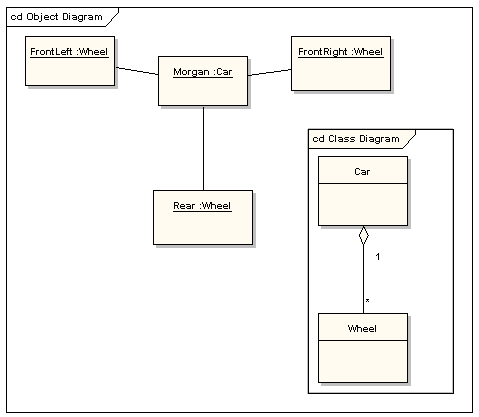 cd Object Diagram
FrontLeft :Wheel
Morgan :Car
FrontRight :Wheel
Rear :Wheel
cd Class Diagram
Car
1
*
Wheel